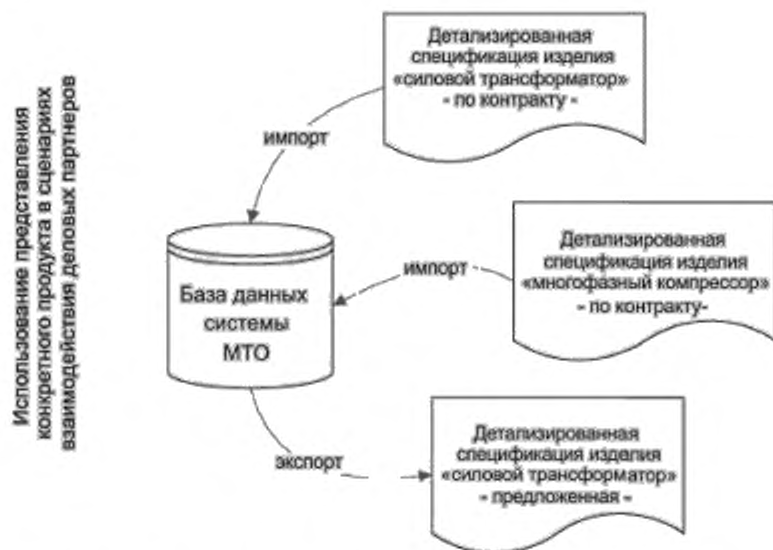 Использование представления
конкретного продукта в сценариях
взаимодействия деловых партнеров
Детализированная
спецификация изделия
«силовой трансформатор»
- по контракту -
импорт
Детализированная
спецификация изделия
«многофазный компрессор»
- по контракту-
импорт
База данных
системы
МТО
экспорт
Детализированная
спецификация изделия
«силовой трансформатор»
- предложенная -